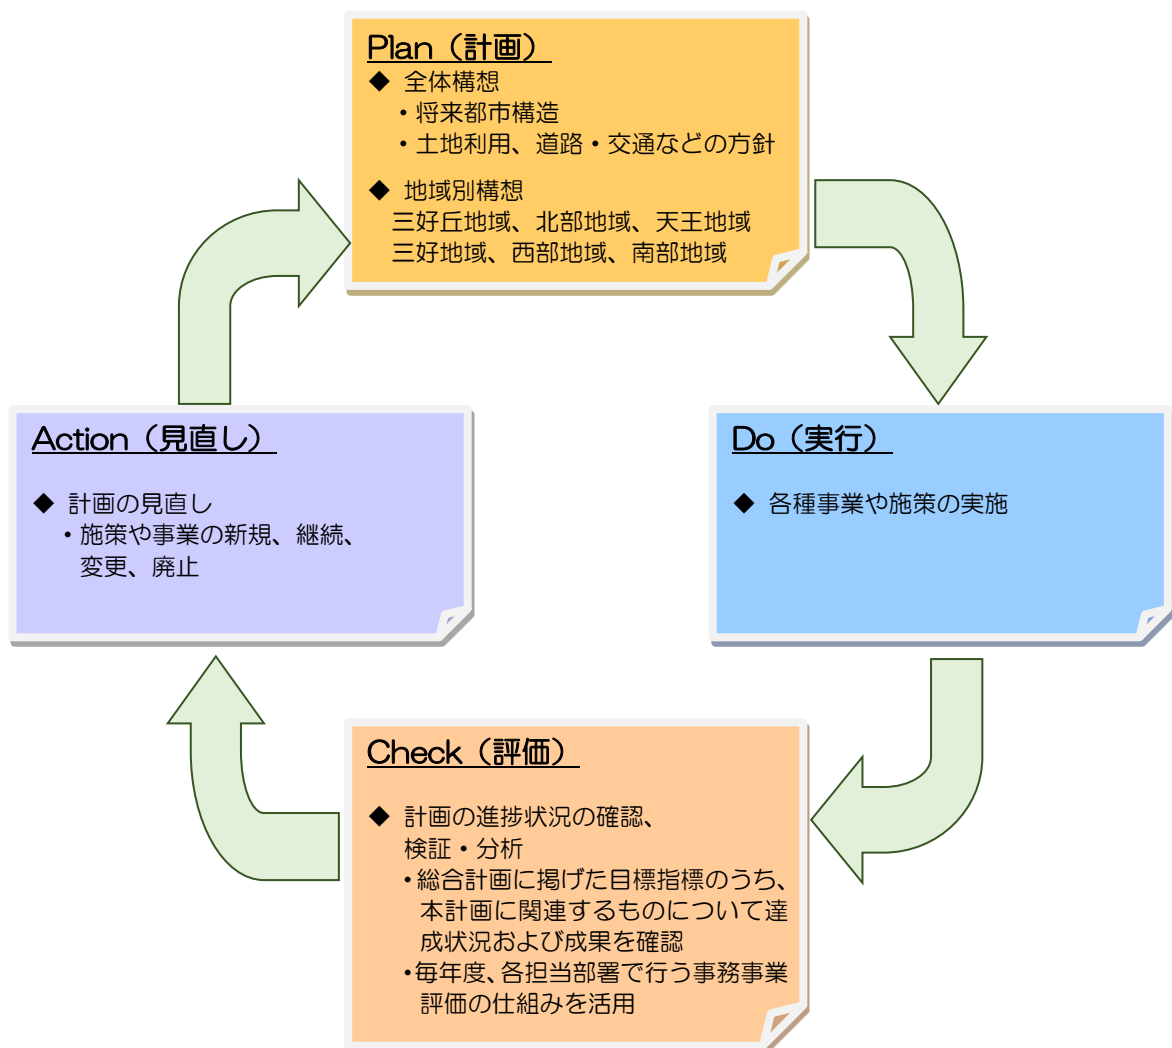 Plan（計画）
◆ 全体構想
・将来都市構造
・土地利用、道路・交通などの方針
◆ 地域別構想
三好丘地域、北部地域、天王地域
三好地域、西部地域、南部地域
Do（実行）
◆ 各種事業や施策の実施
Check（評価）
◆ 計画の進捗状況の確認、
検証・分析
・総合計画に掲げた目標指標のうち、
本計画に関連するものについて達
成状況および成果を確認
・毎年度、各担当部署で行う事務事業
評価の仕組みを活用
Action（見直し）
◆ 計画の見直し
・施策や事業の新規、継続、
変更、廃止